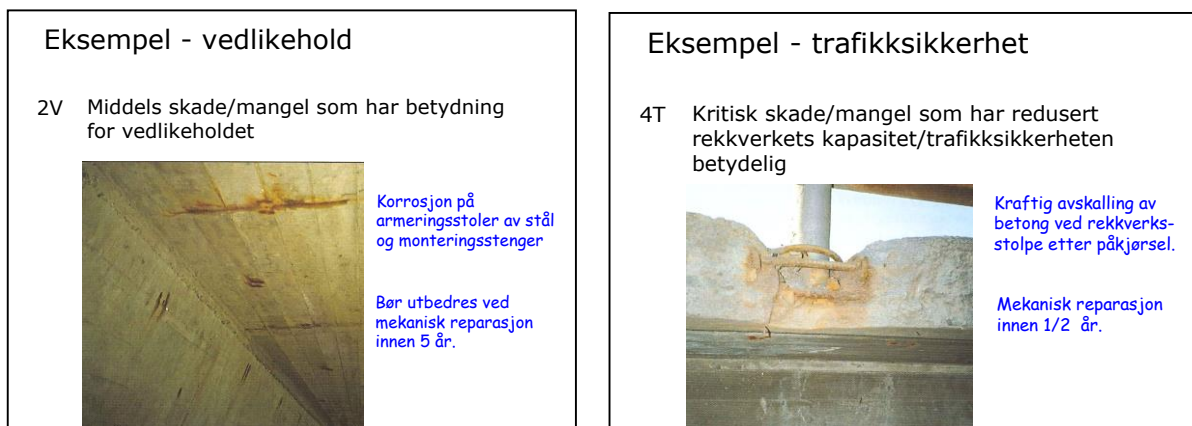 Eksempel - vedlikehold
2V Middels skade/mangel som har betydning
for vedlikeholdet
Korrosjon på
armeringsstoler av stål
og monteringsstenger
Bør utbedres ved
mekanisk reparasjon
innen 5 år.
Eksempel - trafikksikkerhet
4T Kritisk skade/mangel som har redusert
rekkverkets kapasitet/trafikksikkerheten
betydelig
Kraftig avskalling av
betong ved rekkverks-
stolpe etter påkjørsel.
Mekanisk reparasjon
innen 1/2 år.